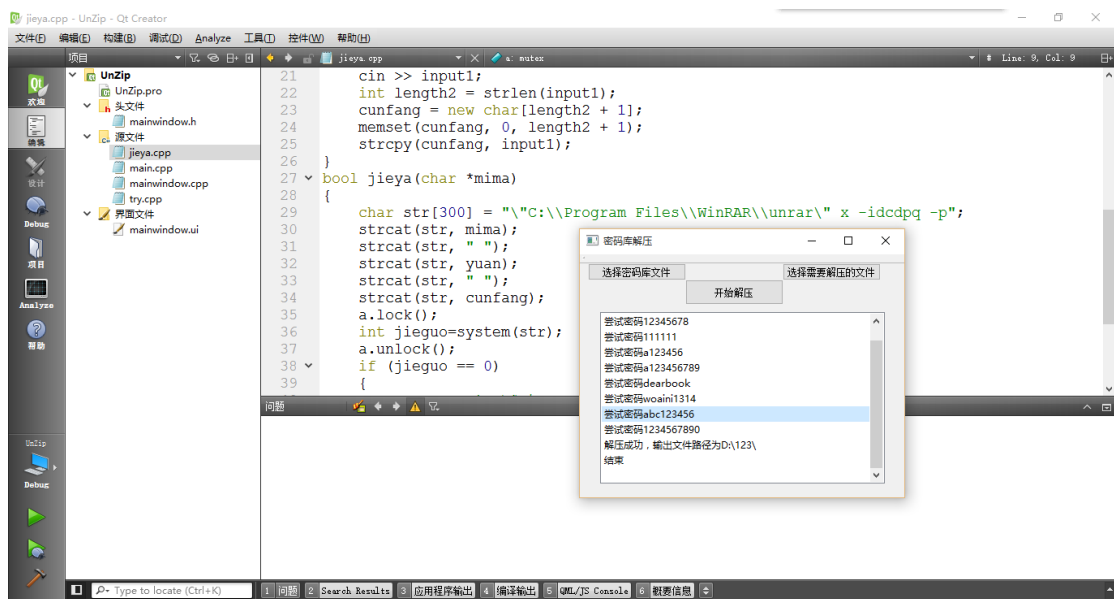 jieya.cpp - UnZip - Qt Creator
文件(F) 编辑(E) 构建(B) 调试(D) Analyze 工具(T) 控件(W) 帮助(H)
项目
jieya.cpp
a: mutex
Line: 9, Col: 9
欢迎
编辑
设计
Debug
项目
Analyze
帮助
UnZip
Debug
UnZip
UnZip.pro
头文件
mainwindow.h
源文件
jieya.cpp
main.cpp
mainwindow.cpp
try.cpp
界面文件
mainwindow.ui
21 cin >> input1;
22 int length2 = strlen(input1);
23 cunfang = new char[length2 + 1];
24 memset(cunfang, 0, length2 + 1);
25 strcpy(cunfang, input1);
26 }
27 bool jieya(char *mima)
28 {
29 char str[300] = "\"C:\\Program Files\\WinRAR\\unrar\" x -idcdpq -p";
30 strcat(str, mima);
31 strcat(str, " ");
32 strcat(str, yuan);
33 strcat(str, " ");
34 strcat(str, cunfang);
35 a.lock();
36 int jieguo=system(str);
37 a.unlock();
38 if (jieguo == 0)
39 {
密码库解压
选择密码库文件
选择需要解压的文件
开始解压
尝试密码12345678
尝试密码111111
尝试密码a123456
尝试密码a123456789
尝试密码dearbook
尝试密码woaini1314
尝试密码abc123456
尝试密码1234567890
解压成功，输出文件路径为D:\123\
结束
问题
Type to locate (Ctrl+K)
1 问题 2 Search Results 3 应用程序输出 4 编译输出 5 QML/JS Console 6 概要信息